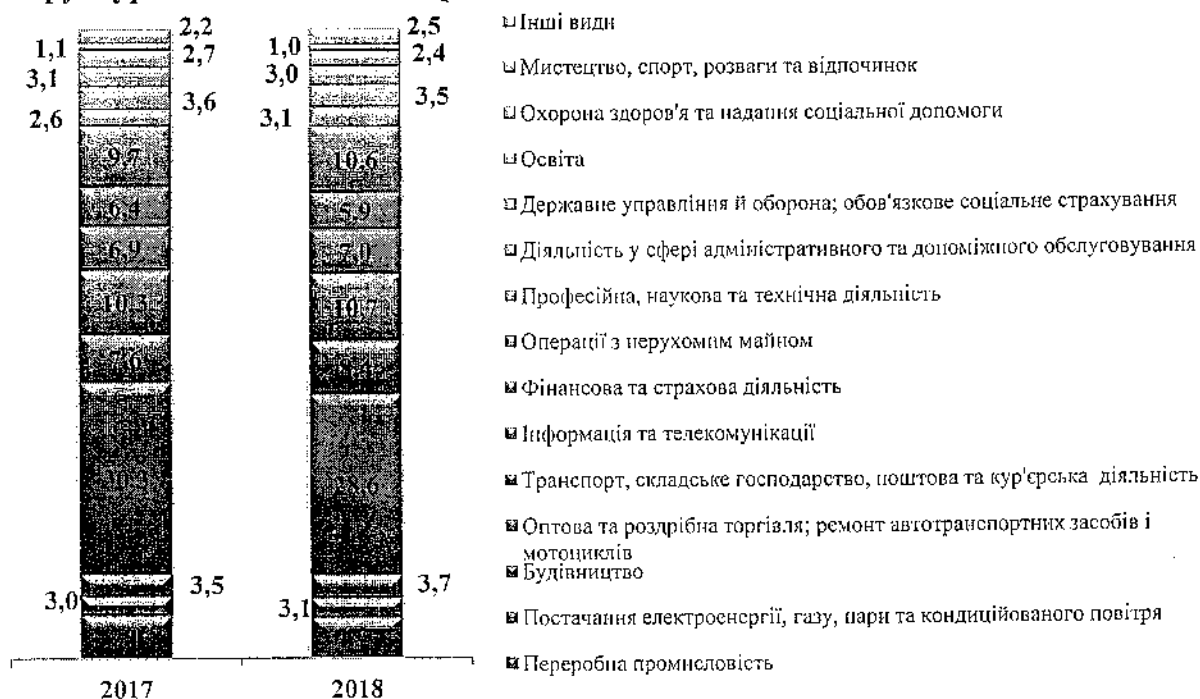 2,2
1,1
2,7
3,1
3,6
2,6
9,7
6,4
6,9
10,3
7,6
3,5
3,0
2017
2,5
1,0
2,4
3,0
3,5
3,1
10,6
5,9
7,0
10,7
28,6
3,7
3,1
2018
Інші види
Мистецтво, спорт, розваги та відпочинок
Охорона здоров'я та надання соціальної допомоги
Освіта
Державне управління й оборона; обов'язкове соціальне страхування
Діяльність у сфері адміністративного та допоміжного обслуговування
Професійна, наукова та технічна діяльність
Операції з нерухомим майном
Фінансова та страхова діяльність
Інформація та телекомунікації
Транспорт, складське господарство, поштова та кур'єрська діяльність
Оптова та роздрібна торгівля; ремонт автотранспортних засобів і
мотоциклів
Будівництво
Постачання електроенергії, газу, пари та кондиційованого повітря
Переробна промисловість